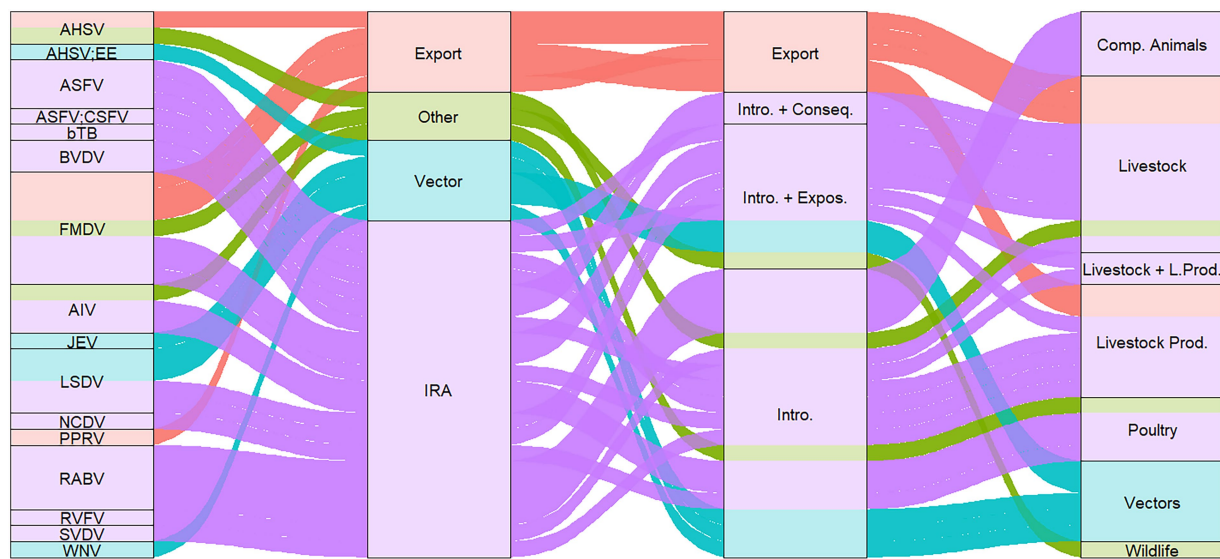 AHSV
AHSV;EE
ASFV
ASFV;CSFV
bTB
BVDV
FMDV
AIV
JEV
LSDV
NCDV
PPRV
RABV
RVFV
SVDV
WNV
Export
Other
Vector
IRA
Export
Intro. + Conseq.
Intro. + Expos.
Intro.
Comp. Animals
Livestock
Livestock + L.Prod.
Livestock Prod.
Poultry
Vectors
Wildlife